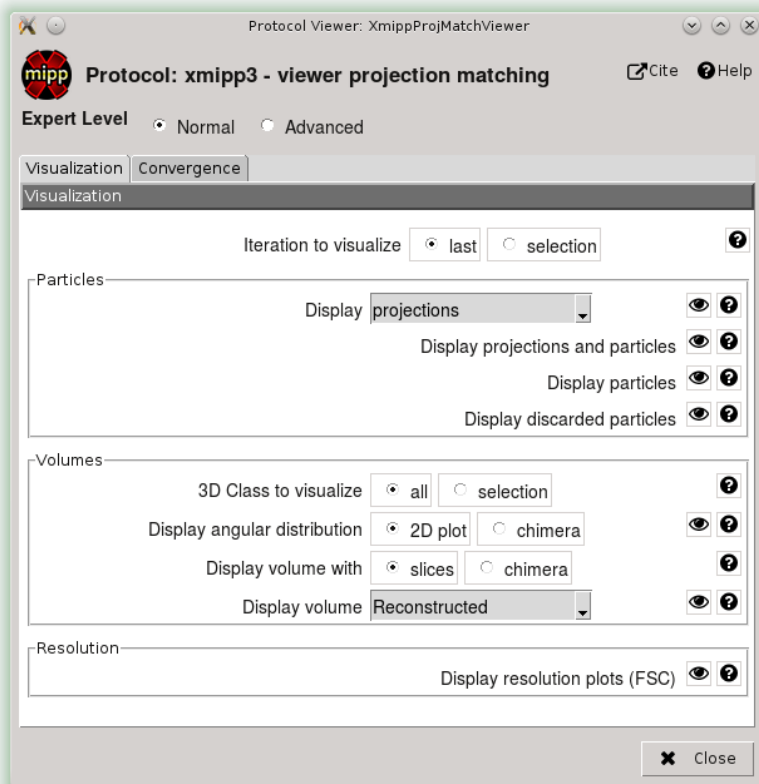 Protocol Viewer: XmippProjMatchViewer
mipp Protocol: xmipp3 - viewer projection matching Cite Help
Expert Level Normal Advanced
Visualization Convergence
Visualization
Iteration to visualize last selection
Particles
Display projections
Display projections and particles
Display particles
Display discarded particles
Volumes
3D Class to visualize all selection
Display angular distribution 2D plot chimera
Display volume with slices chimera
Display volume Reconstructed
Resolution
Display resolution plots (FSC)
Close